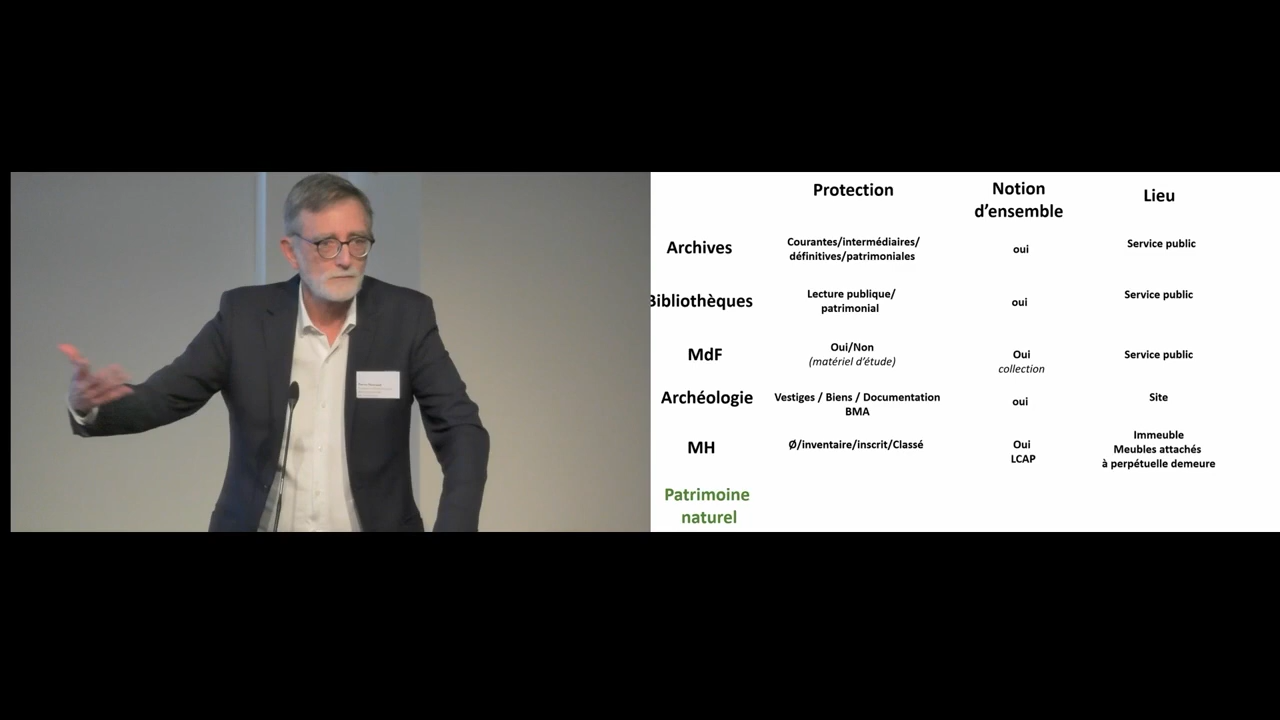 Protection
Notion
d’ensemble
Lieu
Archives
Courantes/intermédiaires/
définitives/patrimoniales
oui
Service public
Bibliothèques
Lecture publique/
patrimonial
oui
Service public
MdF
Oui/Non
(matériel d’étude)
Oui
collection
Service public
Archéologie
Vestiges / Biens / Documentation
BMA
oui
Site
MH
Ø/inventaire/inscrit/Classé
Oui
LCAP
Immeuble
Meubles attachés
à perpétuelle demeure
Patrimoine
naturel